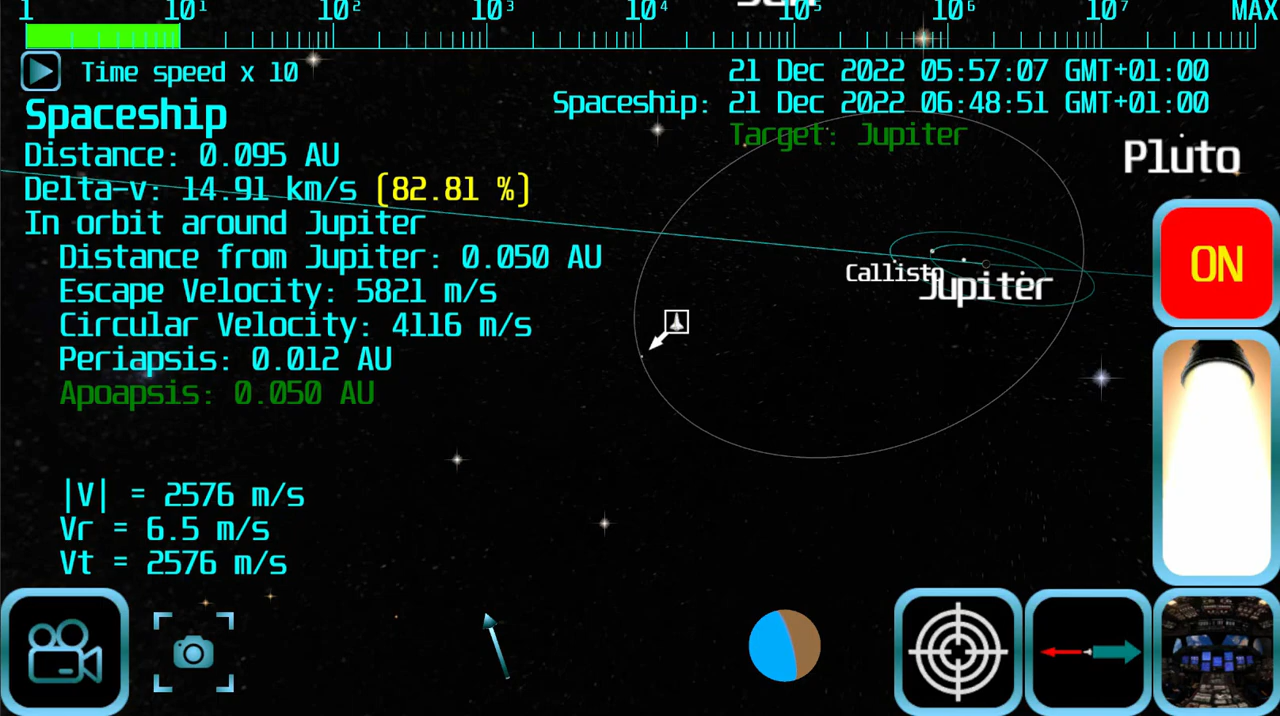 Sun
1 10¹ 10² 10³ 10⁴ 10⁵ 10⁶ 10⁷ MAX
Time speed x 10
21 Dec 2022 05:57:07 GMT+01:00
Spaceship: 21 Dec 2022 06:48:51 GMT+01:00
Target: Jupiter
Spaceship
Distance: 0.095 AU
Delta-v: 14.91 km/s (82.81 %)
In orbit around Jupiter
Distance from Jupiter: 0.050 AU
Escape Velocity: 5821 m/s
Circular Velocity: 4116 m/s
Periapsis: 0.012 AU
Apoapsis: 0.050 AU
|V| = 2576 m/s
Vr = 6.5 m/s
Vt = 2576 m/s
Pluto
ON
Callisto
Jupiter